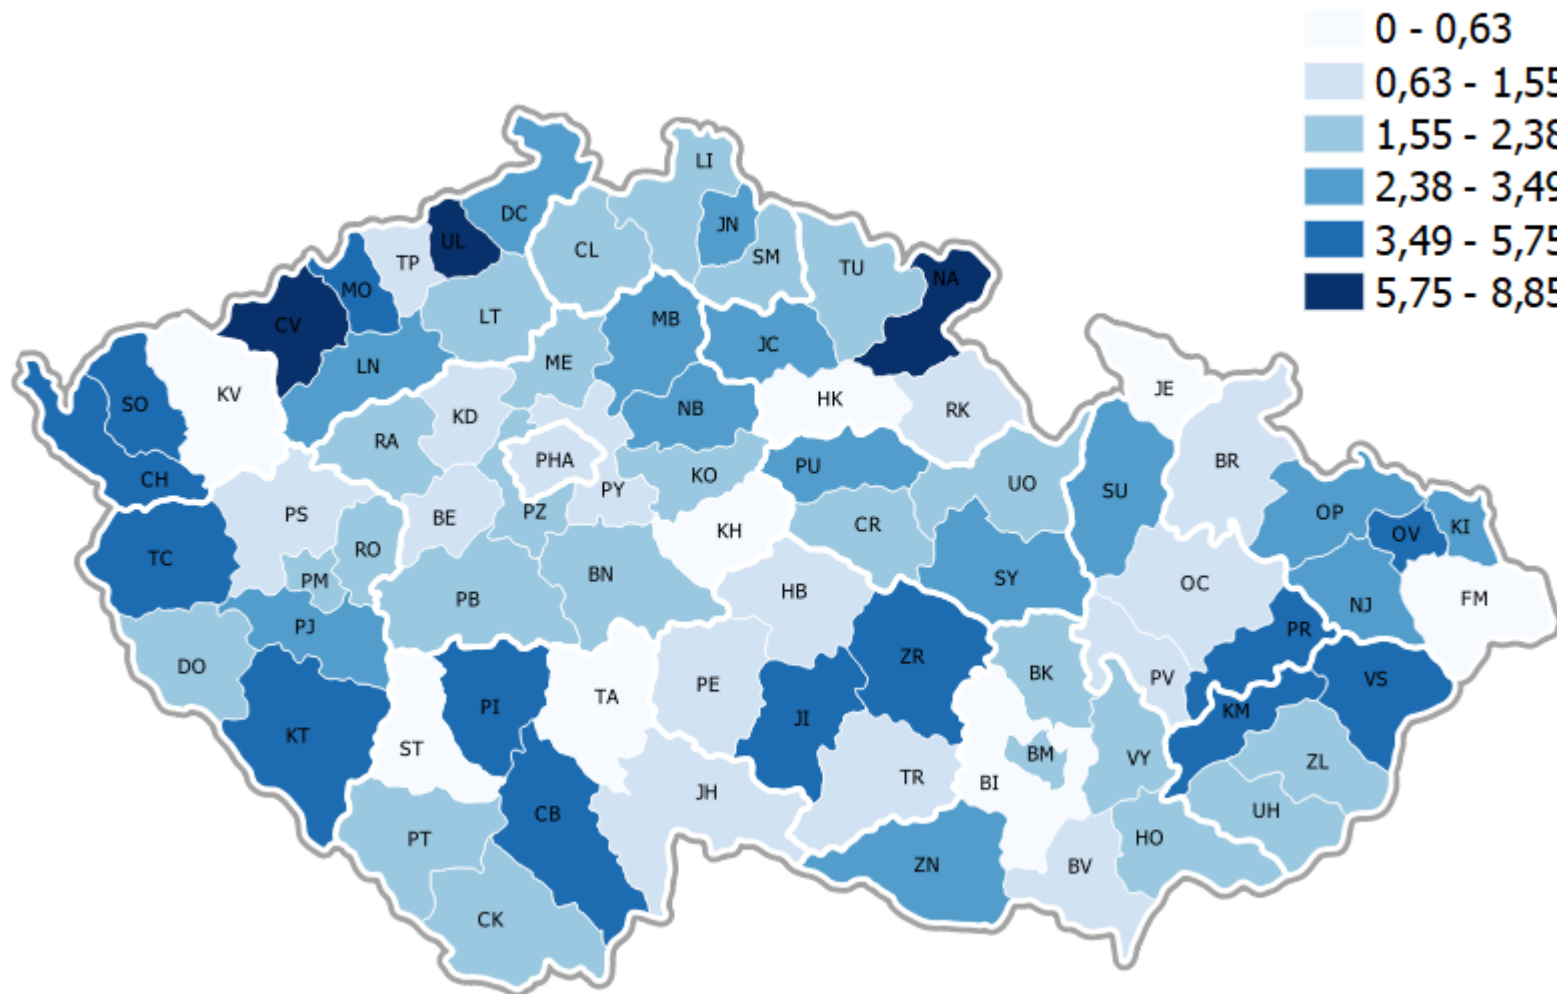 0 - 0,63
0,63 - 1,55
1,55 - 2,38
2,38 - 3,49
3,49 - 5,75
5,75 - 8,85
LI
DC
JN
UL
CL
SM
TP
TU
NA
MO
CV
LT
MB
JC
LN
ME
KV
SO
KD
NB
HK
RK
JE
RA
PHA
CH
KO
PU
BR
PY
UO
SU
PS
BE
PZ
KH
CR
OP
OV
KI
TC
RO
PM
BN
SY
OC
PB
HB
NJ
FM
PJ
PR
DO
ZR
PE
BK
PV
VS
TA
PI
JI
KM
KT
ST
BM
VY
ZL
TR
BI
JH
CB
UH
PT
HO
ZN
BV
CK